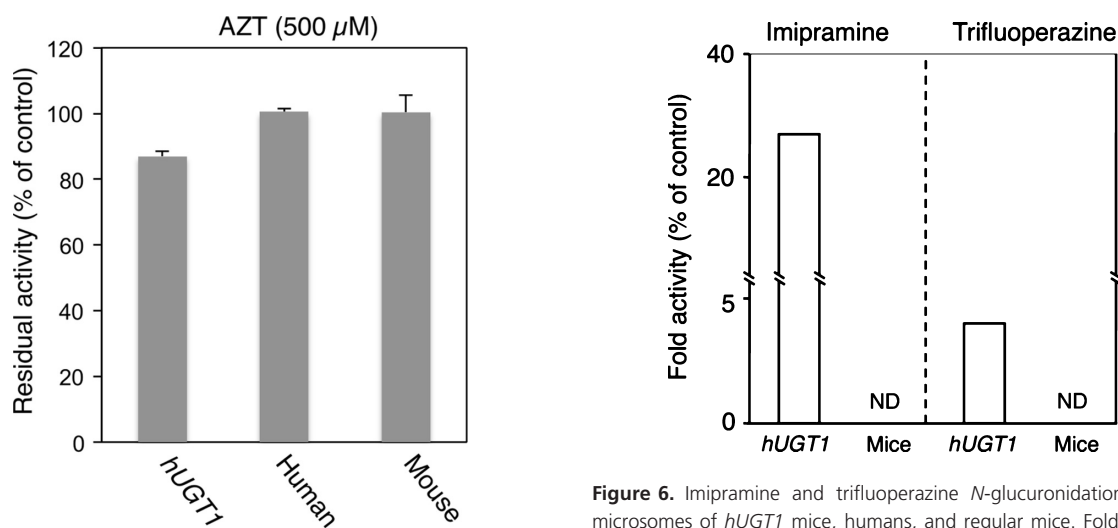 AZT (500 µM)
Residual activity (% of control)
120
100
80
60
40
20
0
hUGT1
Human
Mouse
Imipramine
Trifluoperazine
Fold activity (% of control)
40
20
5
0
ND
ND
hUGT1
Mice
hUGT1
Mice
Figure 6. Imipramine and trifluoperazine N-glucuronidation
microsomes of hUGT1 mice, humans, and regular mice. Fold